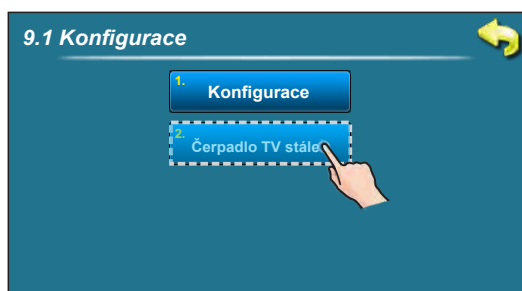 9.1 Konfigurace
1.
Konfigurace
2.
Čerpadlo TV stále